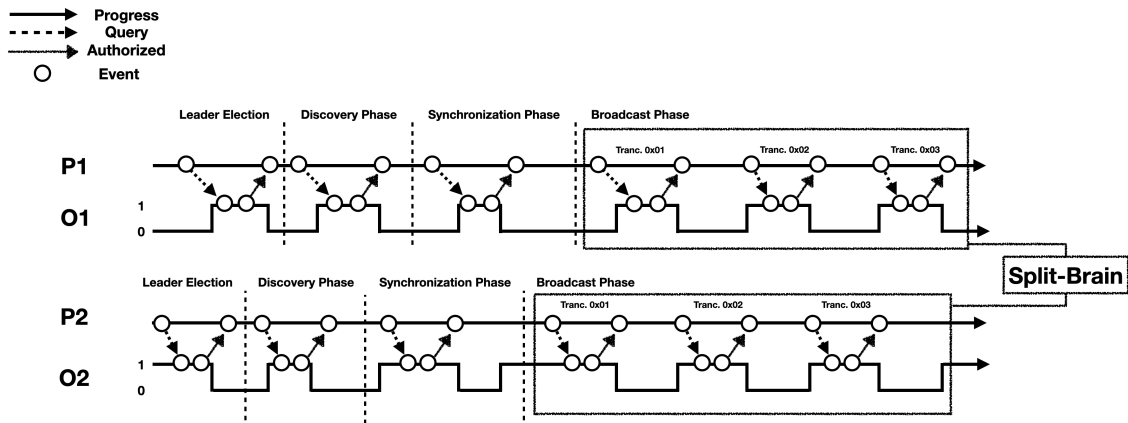 Progress
Query
Authorized
Event
Leader Election Discovery Phase Synchronization Phase Broadcast Phase
Tranc. 0x01 Tranc. 0x02 Tranc. 0x03
P1
1
O1
0
Split-Brain
Leader Election Discovery Phase Synchronization Phase Broadcast Phase
Tranc. 0x01 Tranc. 0x02 Tranc. 0x03
P2
1
O2
0